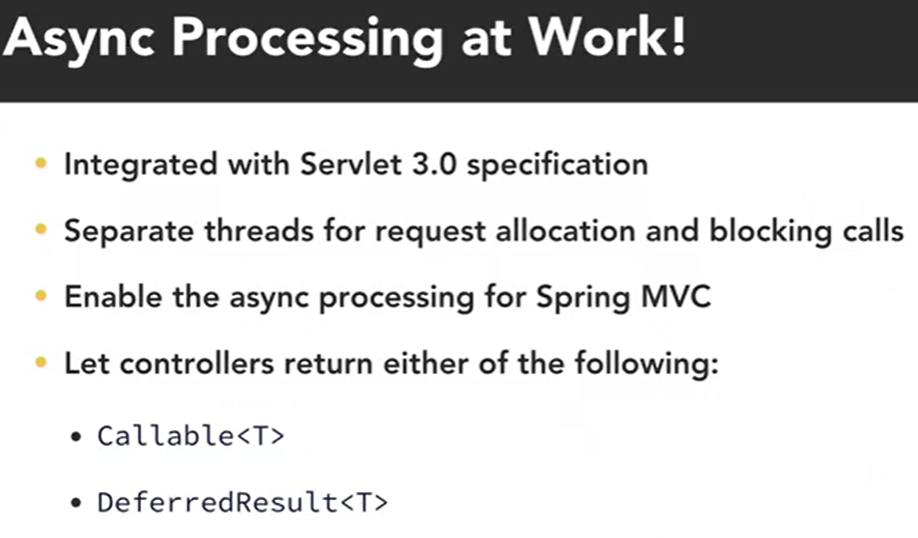 Async Processing at Work!
• Integrated with Servlet 3.0 specification
• Separate threads for request allocation and blocking calls
• Enable the async processing for Spring MVC
• Let controllers return either of the following:
• Callable<T>
• DeferredResult<T>